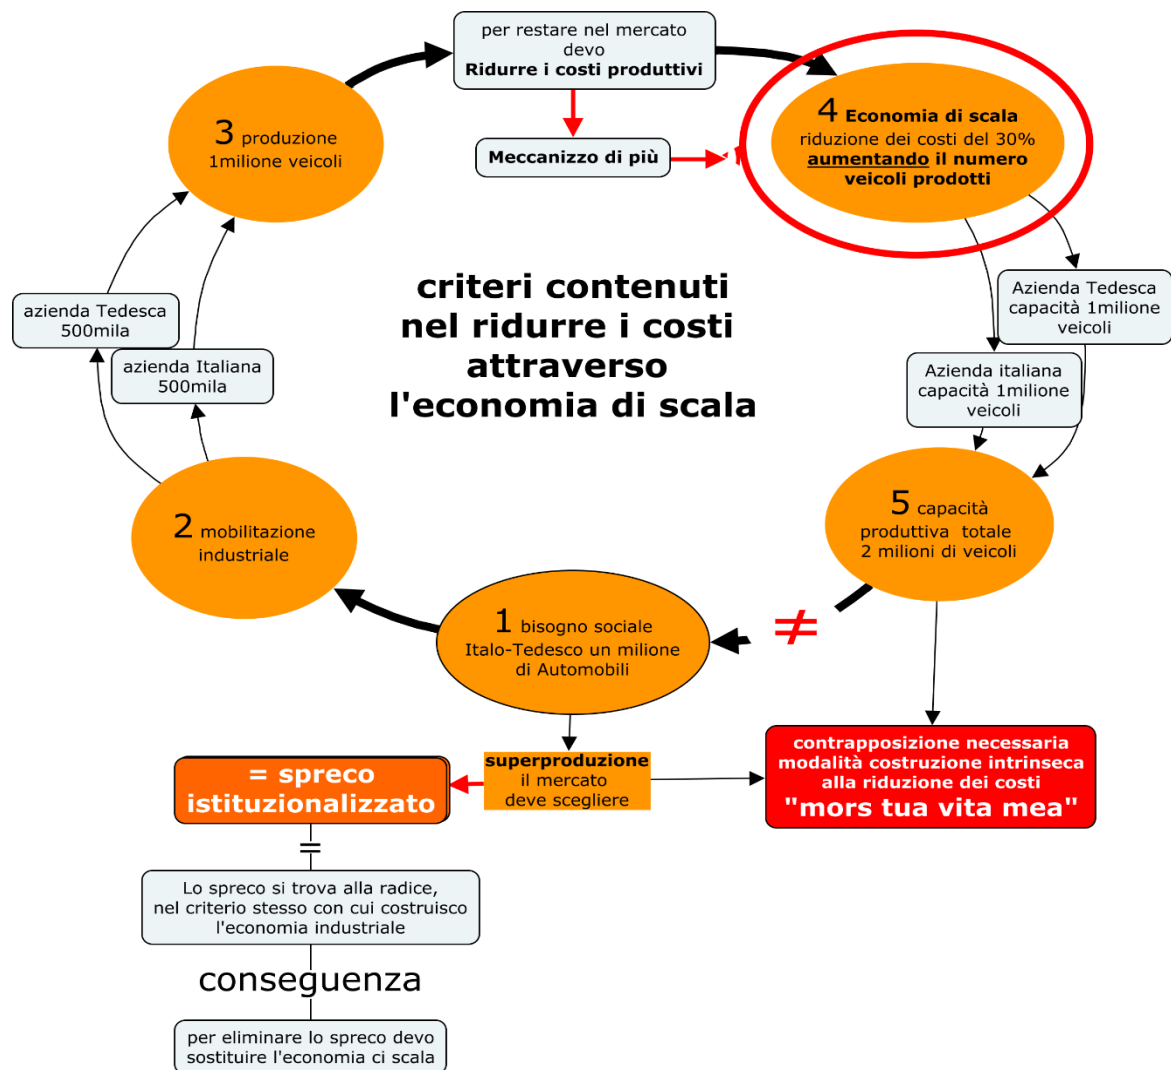 per restare nel mercato
devo
Ridurre i costi produttivi
Meccanizzo di più
4 Economia di scala
riduzione dei costi del 30%
aumentando il numero
veicoli prodotti
3 produzione
1milione veicoli
azienda Tedesca
500mila
azienda Italiana
500mila
criteri contenuti
nel ridurre i costi
attraverso
l'economia di scala
Azienda Tedesca
capacità 1milione
veicoli
Azienda italiana
capacità 1milione
veicoli
2 mobilitazione
industriale
5 capacità
produttiva totale
2 milioni di veicoli
≠
1 bisogno sociale
Italo-Tedesco un milione
di Automobili
superproduzione
il mercato
deve scegliere
= spreco
istituzionalizzato
contrapposizione necessaria
modalità costruzione intrinseca
alla riduzione dei costi
"mors tua vita mea"
=
Lo spreco si trova alla radice,
nel criterio stesso con cui costruisco
l'economia industriale
conseguenza
per eliminare lo spreco devo
sostituire l'economia ci scala